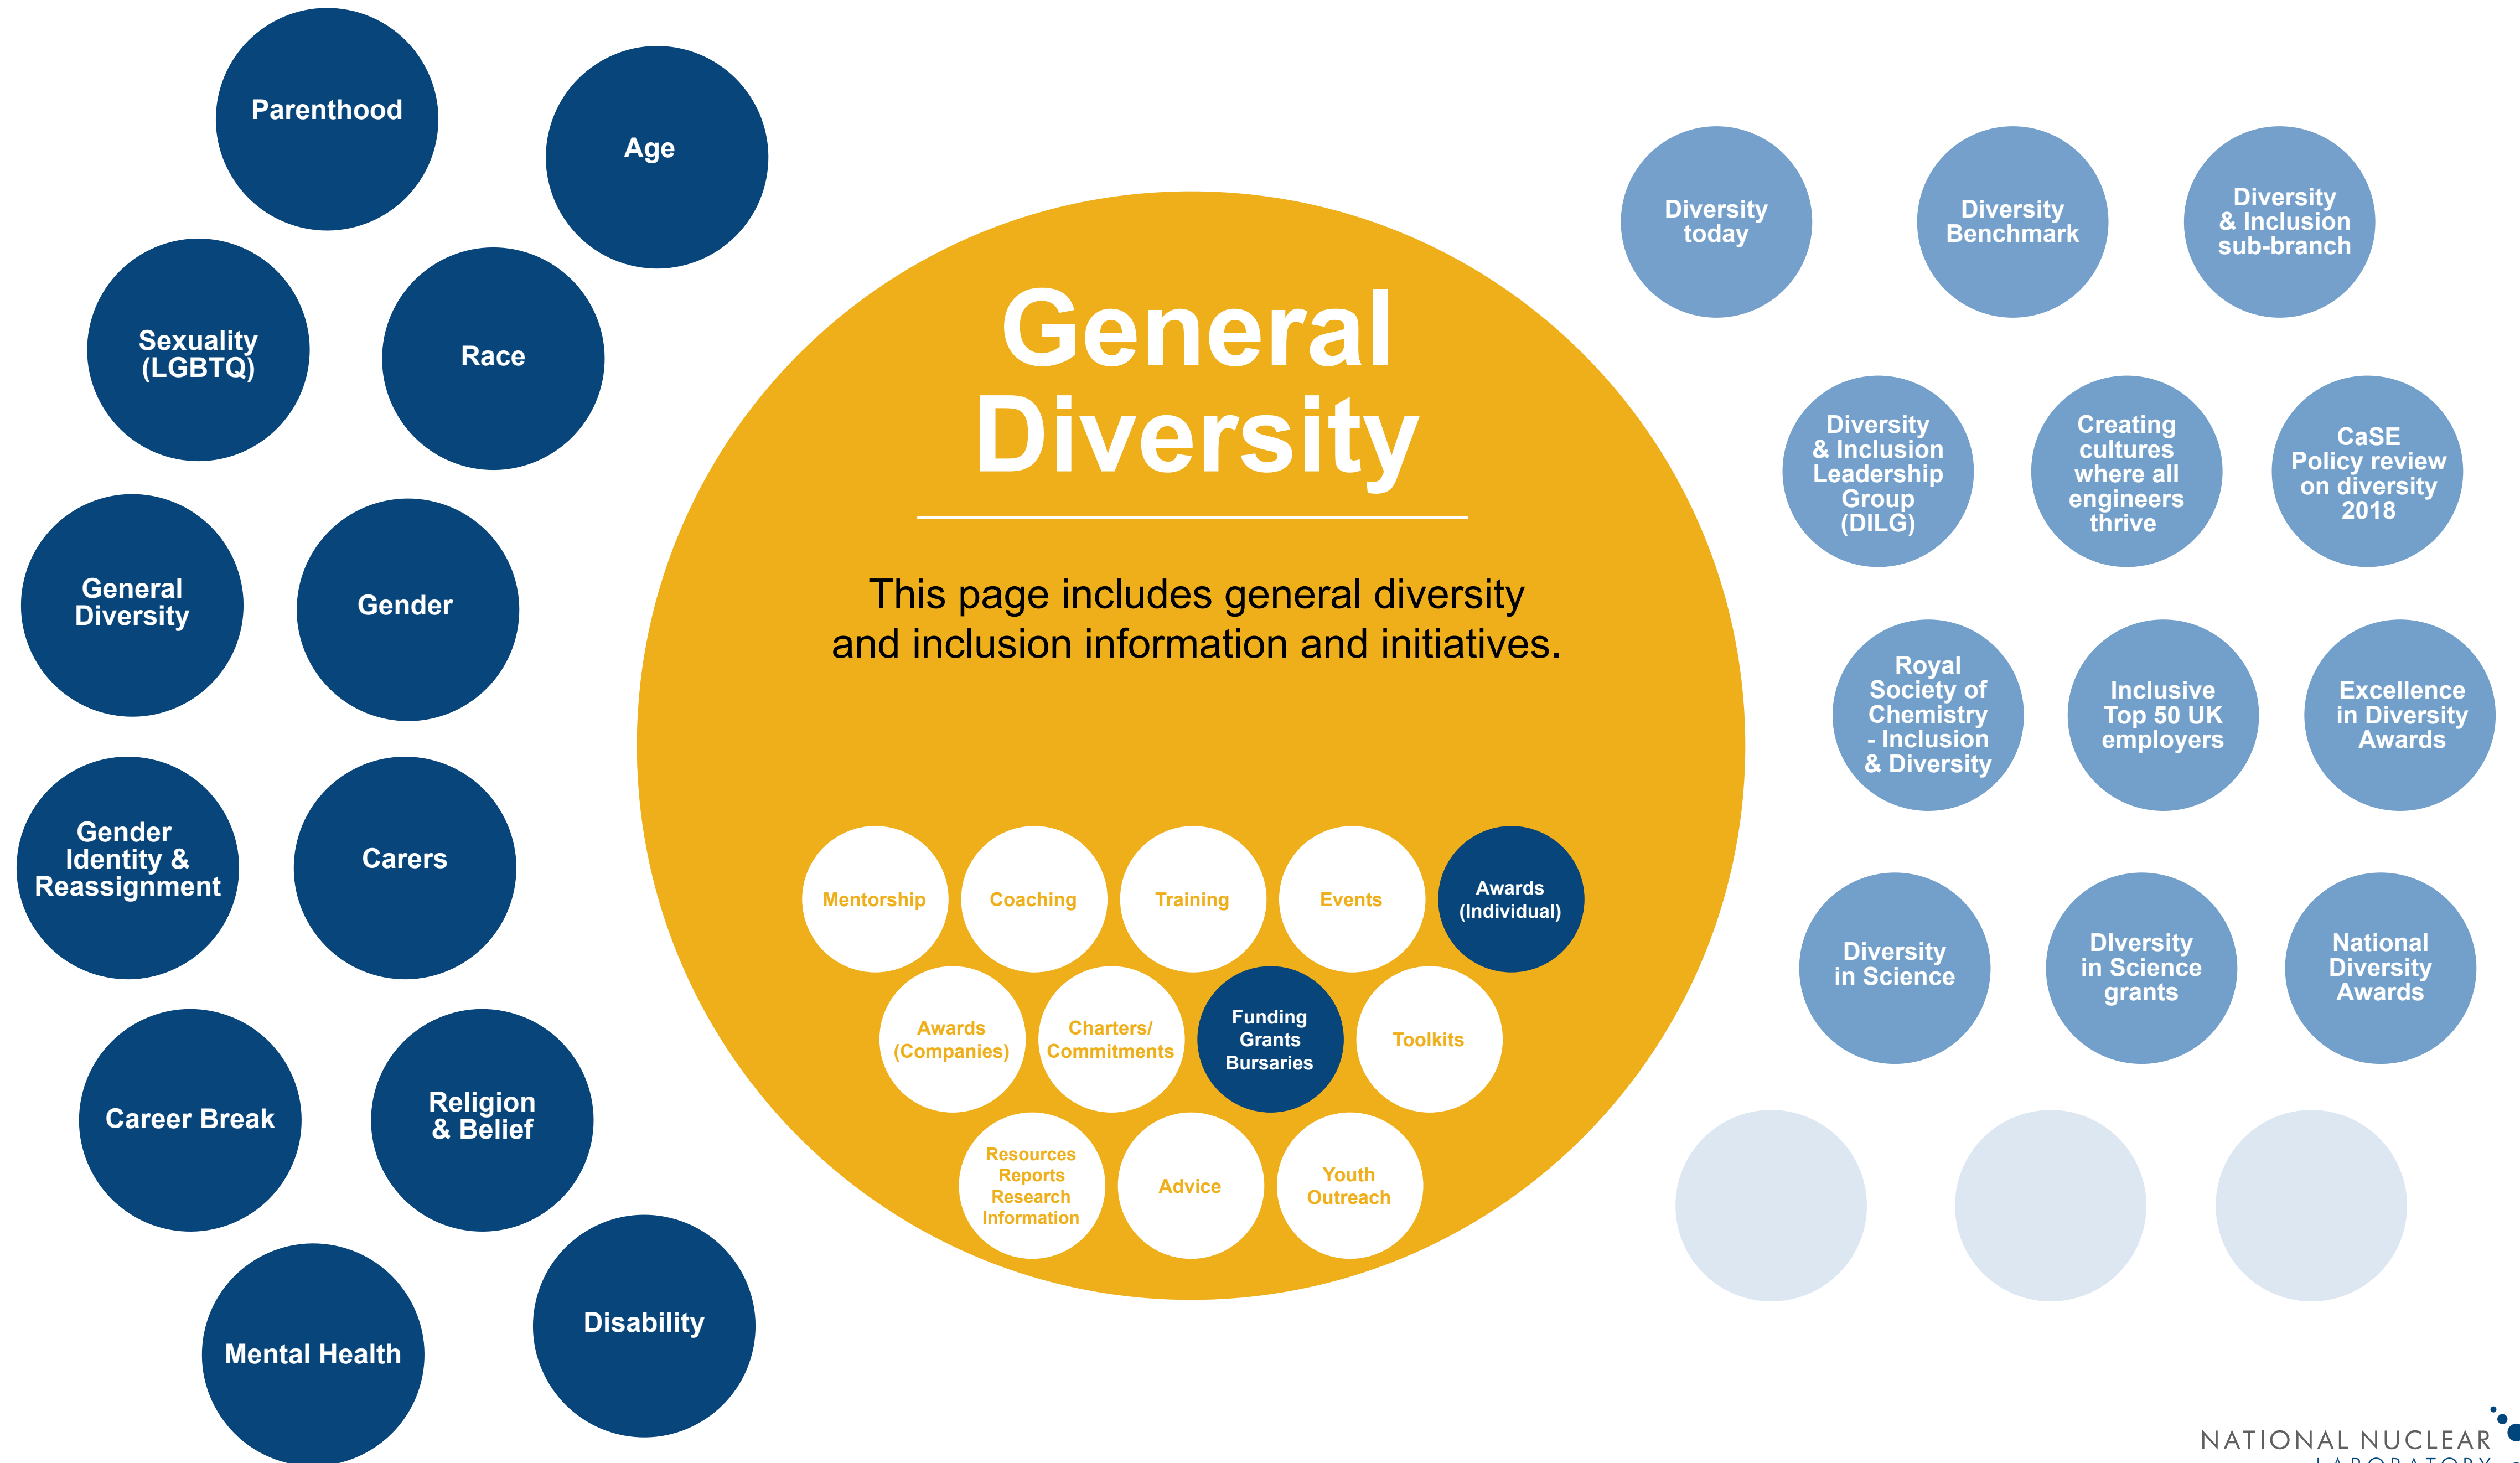 Parenthood
Age
Sexuality
(LGBTQ)
Race
General
Diversity
Gender
Gender
Identity &
Reassignment
Carers
Career Break
Religion
& Belief
Mental Health
Disability
General
Diversity
This page includes general diversity
and inclusion information and initiatives.
Mentorship
Coaching
Training
Events
Awards
(Individual)
Awards
(Companies)
Charters/
Commitments
Funding
Grants
Bursaries
Toolkits
Resources
Reports
Research
Information
Advice
Youth
Outreach
Diversity
today
Diversity
Benchmark
Diversity
& Inclusion
sub-branch
Diversity
& Inclusion
Leadership
Group
(DILG)
Creating
cultures
where all
engineers
thrive
CaSE
Policy review
on diversity
2018
Royal
Society of
Chemistry
- Inclusion
& Diversity
Inclusive
Top 50 UK
employers
Excellence
in Diversity
Awards
Diversity
in Science
DIversity
in Science
grants
National
Diversity
Awards
NATIONAL NUCLEAR
LABORATORY